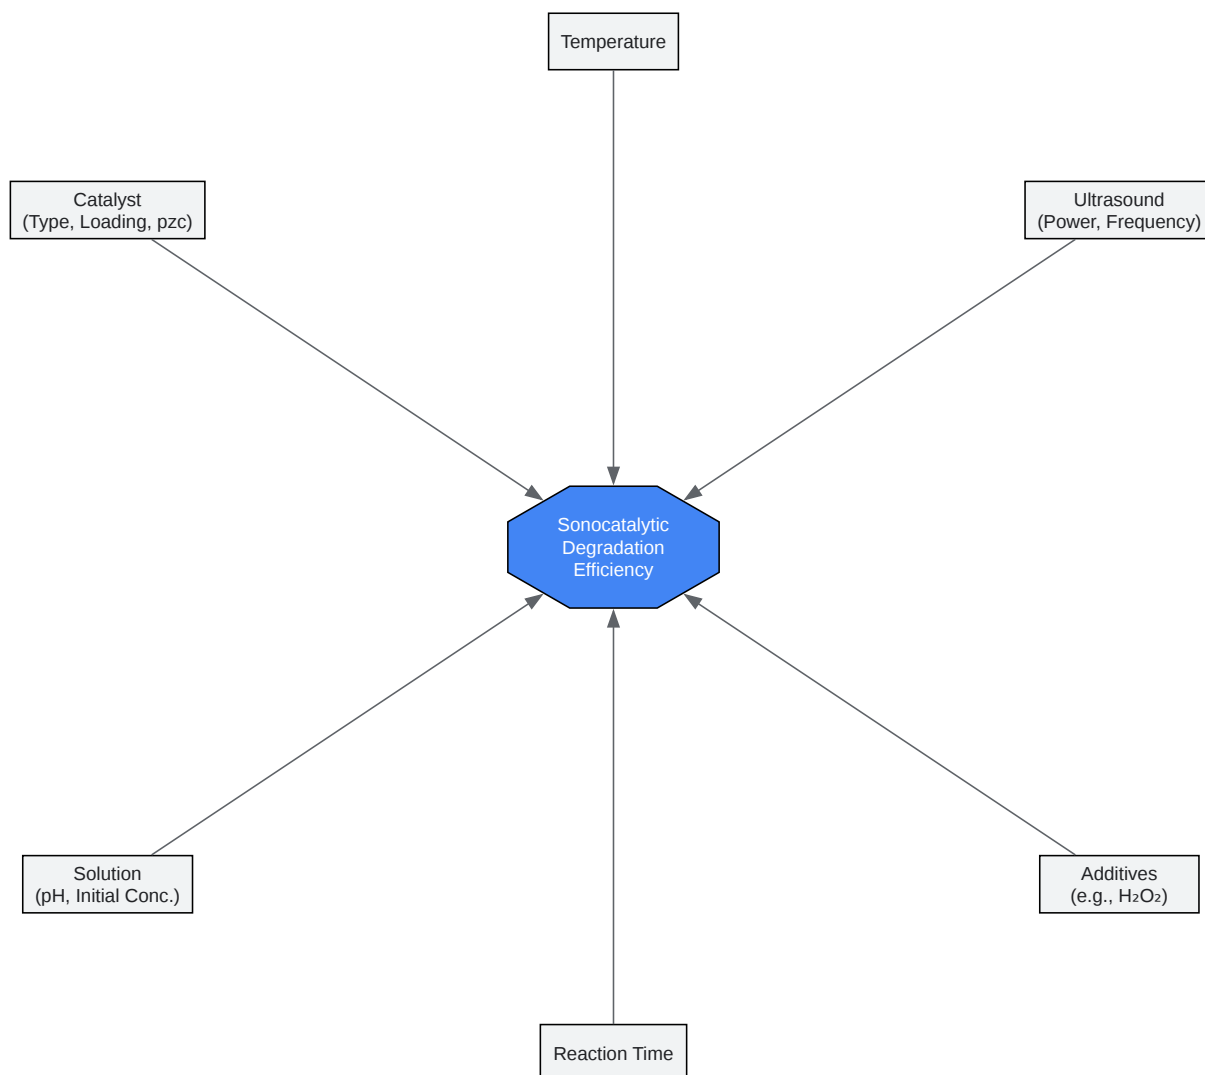 Temperature
Catalyst
(Type, Loading, pzc)
Ultrasound
(Power, Frequency)
Sonocatalytic
Degradation
Efficiency
Solution
(pH, Initial Conc.)
Additives
(e.g., H₂O₂)
Reaction Time